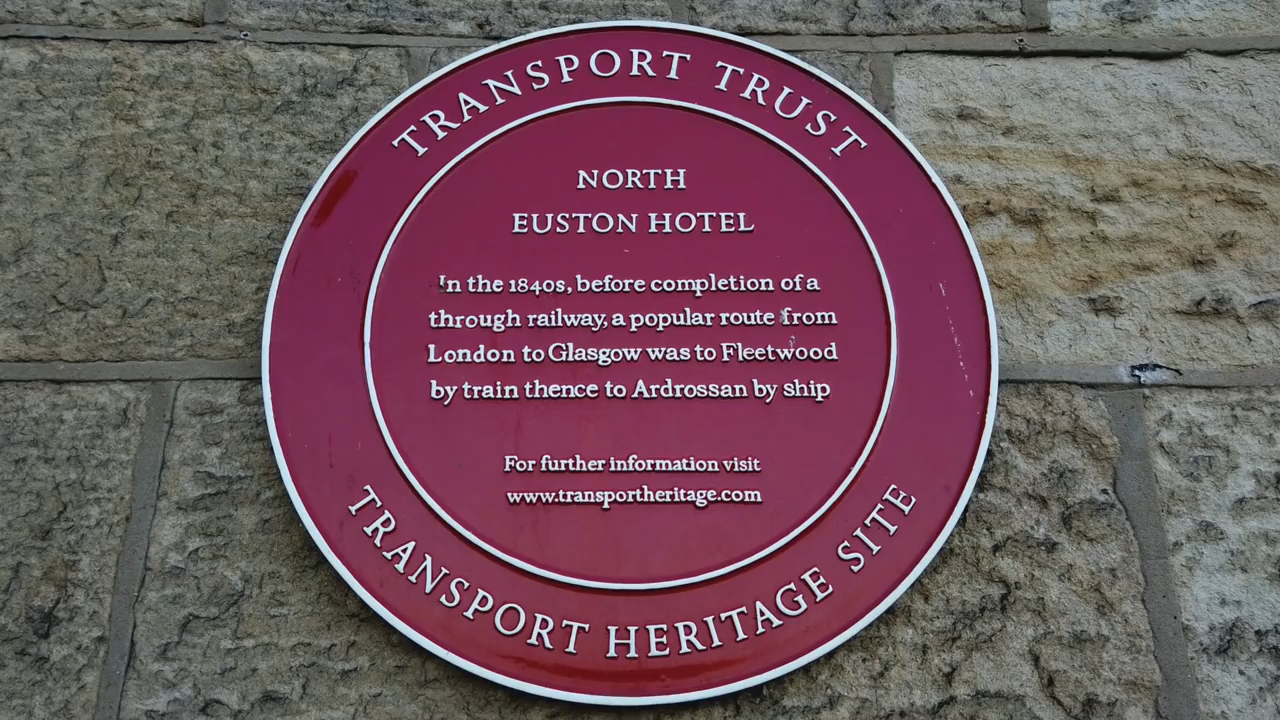 TRANSPORT TRUST
NORTH
EUSTON HOTEL
In the 1840s, before completion of a
through railway, a popular route from
London to Glasgow was to Fleetwood
by train thence to Ardrossan by ship
For further information visit
www.transportheritage.com
TRANSPORT HERITAGE SITE